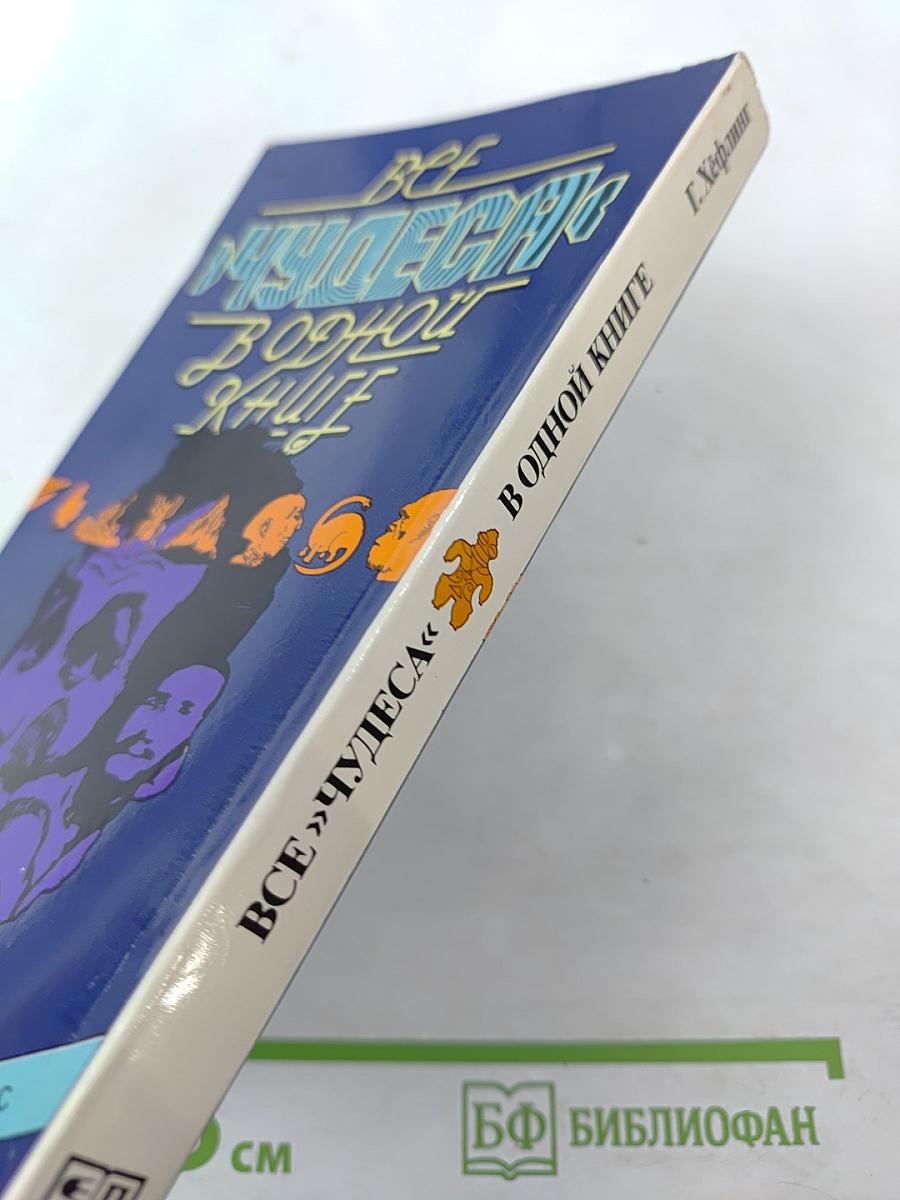 ВСЕ
»ЧУДЕСА«
В ОДНОЙ
КНИГЕ
Г. Хёфлинг
ВСЕ »ЧУДЕСА« В ОДНОЙ КНИГЕ
С
см
БФ БИБЛИОФАН